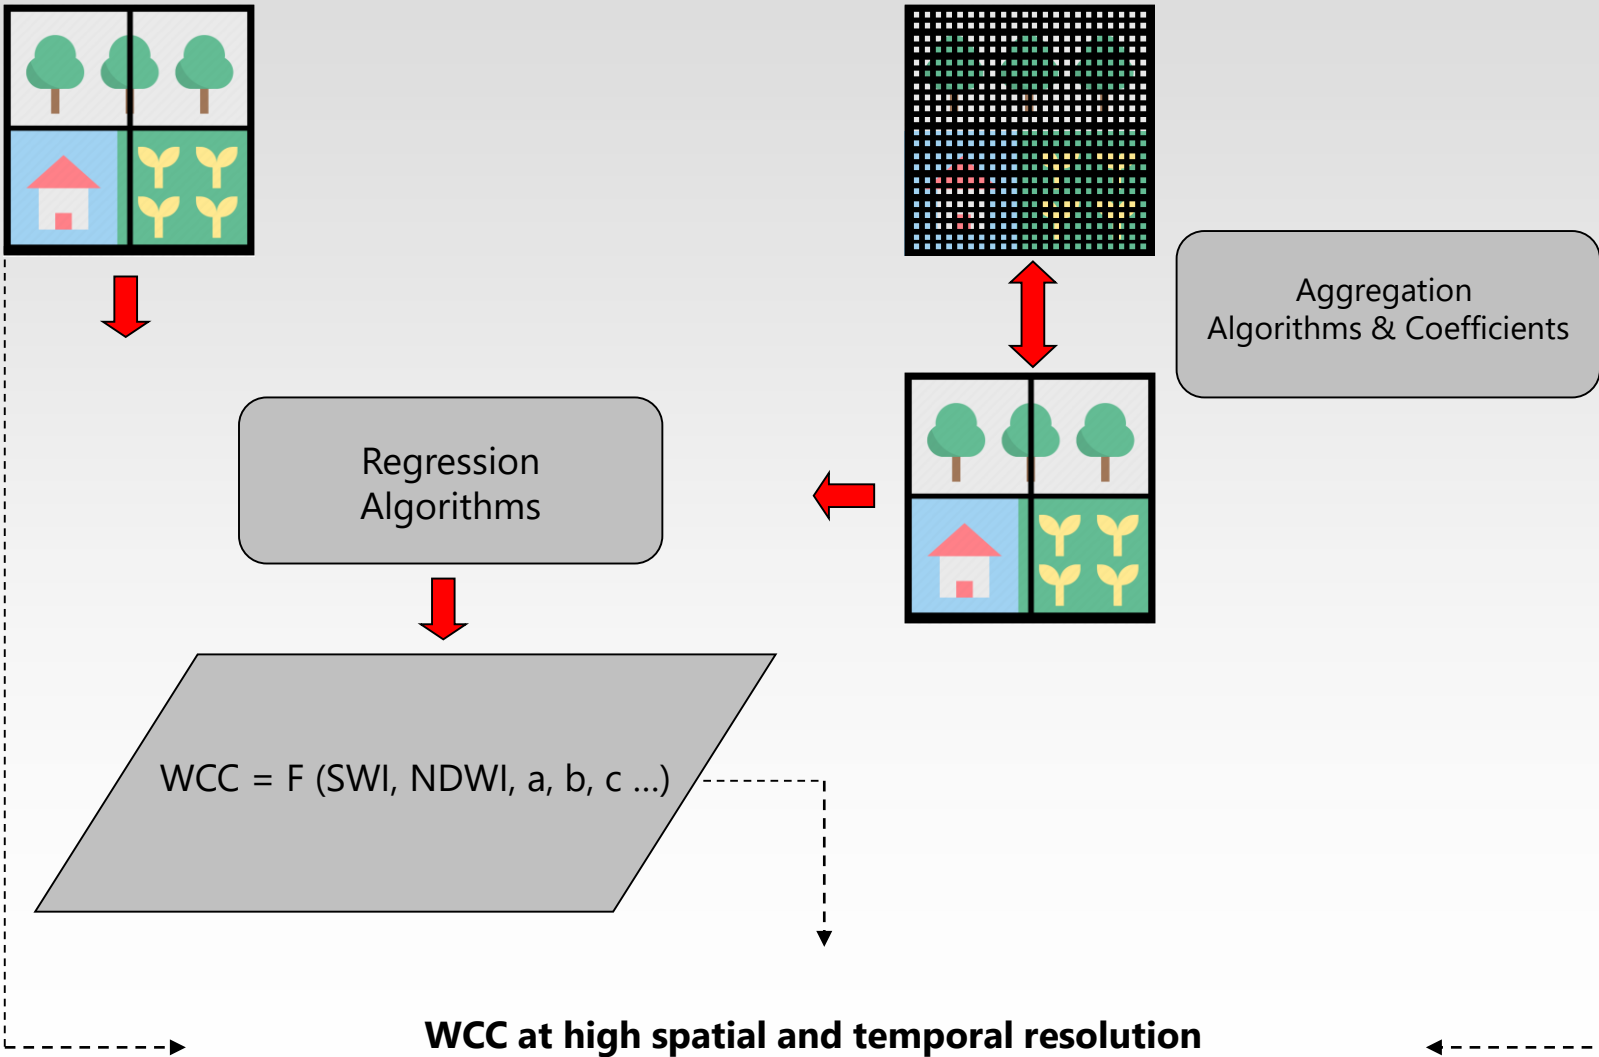 Aggregation
Algorithms & Coefficients
Regression
Algorithms
WCC = F (SWI, NDWI, a, b, c ...)
WCC at high spatial and temporal resolution